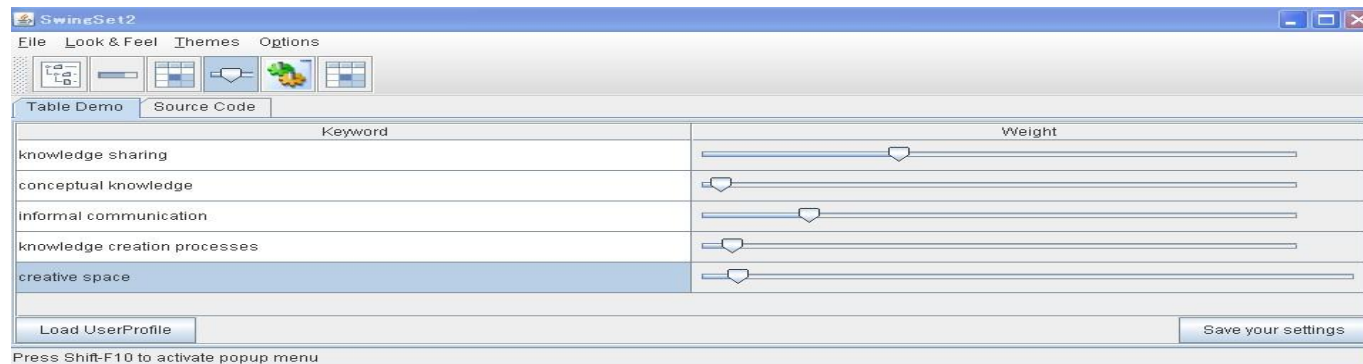 SwingSet2
File Look & Feel Themes Options
Table Demo Source Code
Keyword Weight
knowledge sharing
conceptual knowledge
informal communication
knowledge creation processes
creative space
Load UserProfile Save your settings
Press Shift-F10 to activate popup menu